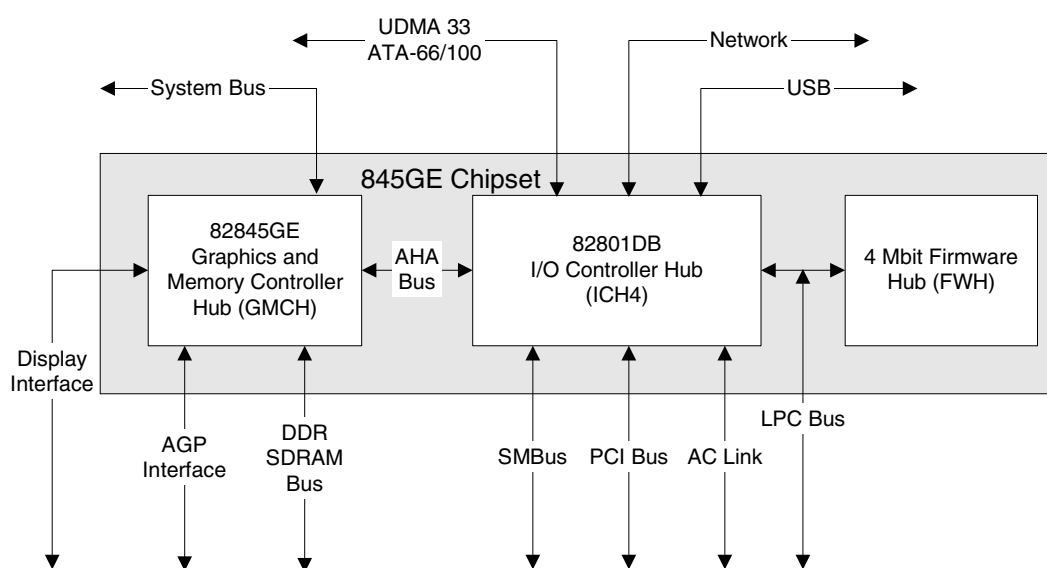 UDMA 33
ATA-66/100
Network
System Bus
USB
845GE Chipset
82845GE
Graphics and
Memory Controller
Hub (GMCH)
AHA
Bus
82801DB
I/O Controller Hub
(ICH4)
4 Mbit Firmware
Hub (FWH)
Display
Interface
AGP
Interface
DDR
SDRAM
Bus
SMBus
PCI Bus
AC Link
LPC Bus